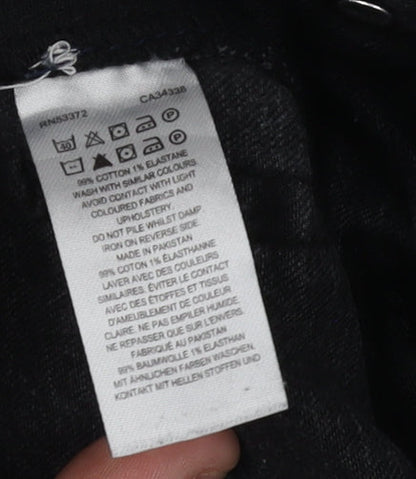 RN53372 CA34338
40
P
P
99% COTTON 1% ELASTANE
WASH WITH SIMILAR COLOURS.
AVOID CONTACT WITH LIGHT
COLOURED FABRICS AND
UPHOLSTERY.
DO NOT PILE WHILST DAMP
IRON ON REVERSE SIDE.
MADE IN PAKISTAN
99% COTON 1% ÉLASTHANNE
LAVER AVEC DES COULEURS
SIMILAIRES. ÉVITER LE CONTACT
AVEC DES ÉTOFFES ET TISSUS
D'AMEUBLEMENT DE COULEUR
CLAIRE. NE PAS EMPILER HUMIDE.
NE REPASSER QUE SUR L'ENVERS.
FABRIQUÉ AU PAKISTAN
99% BAUMWOLLE 1% ELASTHAN
MIT ÄHNLICHEN FARBEN WASCHEN.
KONTAKT MIT HELLEN STOFFEN UND